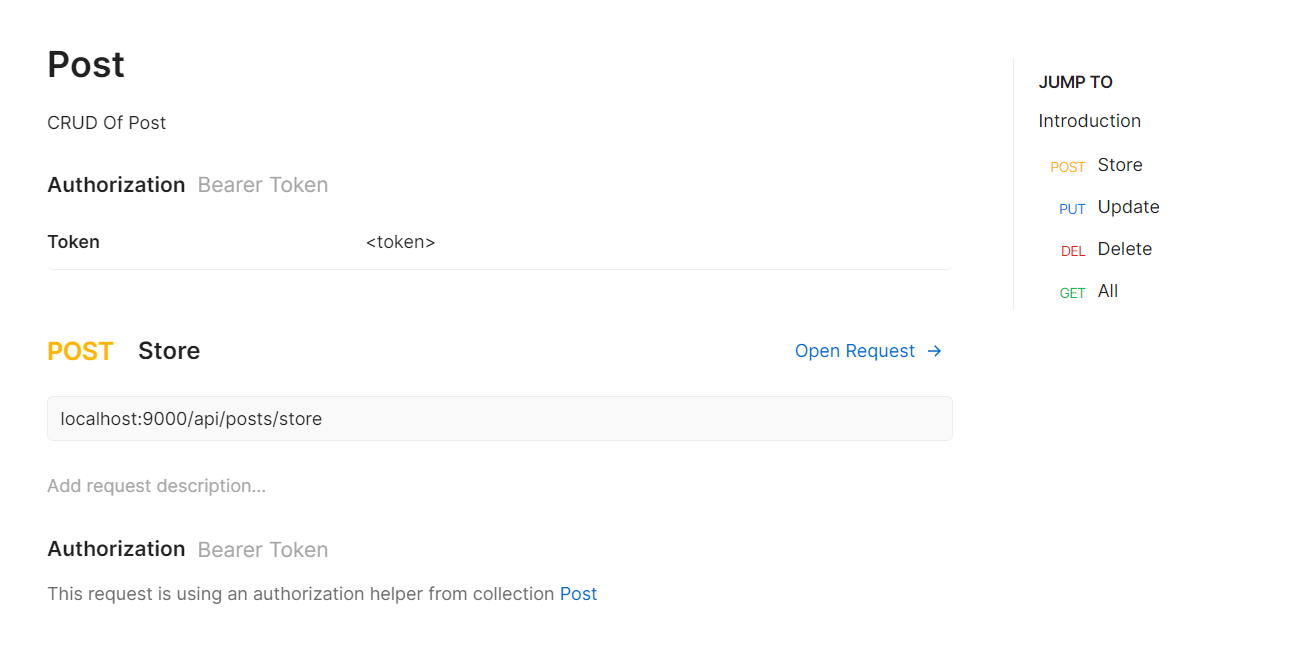 Post
CRUD Of Post
Authorization Bearer Token
Token <token>
POST Store Open Request →
localhost:9000/api/posts/store
Add request description...
Authorization Bearer Token
This request is using an authorization helper from collection Post
JUMP TO
Introduction
POST Store
PUT Update
DEL Delete
GET All